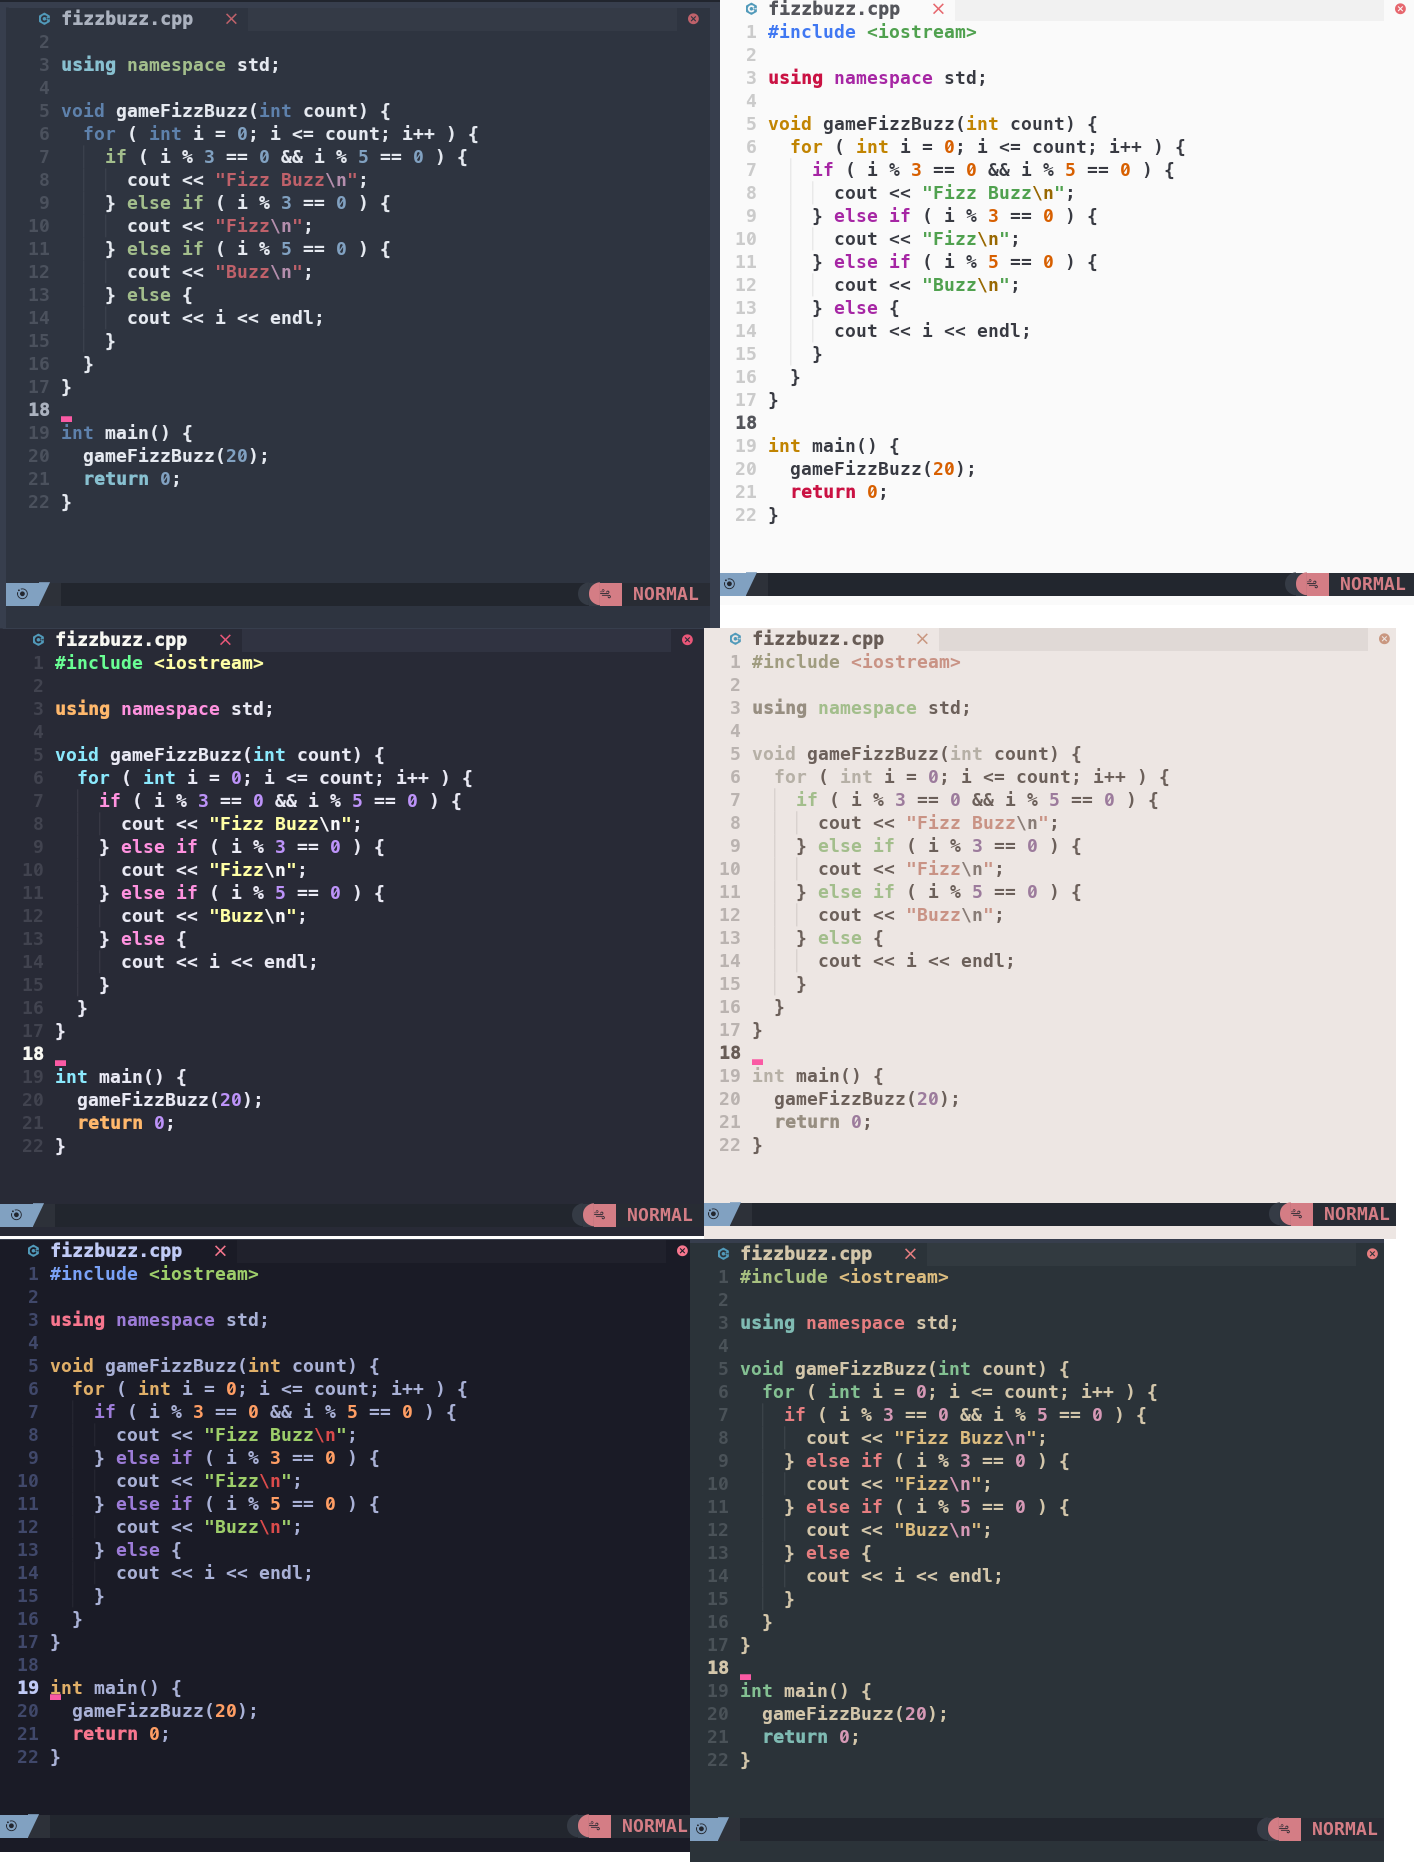 fizzbuzz.cpp
2
3 using namespace std;
4
5 void gameFizzBuzz(int count) {
6   for ( int i = 0; i <= count; i++ ) {
7     if ( i % 3 == 0 && i % 5 == 0 ) {
8       cout << "Fizz Buzz\n";
9     } else if ( i % 3 == 0 ) {
10       cout << "Fizz\n";
11     } else if ( i % 5 == 0 ) {
12       cout << "Buzz\n";
13     } else {
14       cout << i << endl;
15     }
16   }
17 }
18
19 int main() {
20   gameFizzBuzz(20);
21   return 0;
22 }
NORMAL
fizzbuzz.cpp
1 #include <iostream>
2
3 using namespace std;
4
5 void gameFizzBuzz(int count) {
6   for ( int i = 0; i <= count; i++ ) {
7     if ( i % 3 == 0 && i % 5 == 0 ) {
8       cout << "Fizz Buzz\n";
9     } else if ( i % 3 == 0 ) {
10       cout << "Fizz\n";
11     } else if ( i % 5 == 0 ) {
12       cout << "Buzz\n";
13     } else {
14       cout << i << endl;
15     }
16   }
17 }
18
19 int main() {
20   gameFizzBuzz(20);
21   return 0;
22 }
NORMAL
fizzbuzz.cpp
1 #include <iostream>
2
3 using namespace std;
4
5 void gameFizzBuzz(int count) {
6   for ( int i = 0; i <= count; i++ ) {
7     if ( i % 3 == 0 && i % 5 == 0 ) {
8       cout << "Fizz Buzz\n";
9     } else if ( i % 3 == 0 ) {
10       cout << "Fizz\n";
11     } else if ( i % 5 == 0 ) {
12       cout << "Buzz\n";
13     } else {
14       cout << i << endl;
15     }
16   }
17 }
18
19 int main() {
20   gameFizzBuzz(20);
21   return 0;
22 }
NORMAL
fizzbuzz.cpp
1 #include <iostream>
2
3 using namespace std;
4
5 void gameFizzBuzz(int count) {
6   for ( int i = 0; i <= count; i++ ) {
7     if ( i % 3 == 0 && i % 5 == 0 ) {
8       cout << "Fizz Buzz\n";
9     } else if ( i % 3 == 0 ) {
10       cout << "Fizz\n";
11     } else if ( i % 5 == 0 ) {
12       cout << "Buzz\n";
13     } else {
14       cout << i << endl;
15     }
16   }
17 }
18
19 int main() {
20   gameFizzBuzz(20);
21   return 0;
22 }
NORMAL
fizzbuzz.cpp
1 #include <iostream>
2
3 using namespace std;
4
5 void gameFizzBuzz(int count) {
6   for ( int i = 0; i <= count; i++ ) {
7     if ( i % 3 == 0 && i % 5 == 0 ) {
8       cout << "Fizz Buzz\n";
9     } else if ( i % 3 == 0 ) {
10       cout << "Fizz\n";
11     } else if ( i % 5 == 0 ) {
12       cout << "Buzz\n";
13     } else {
14       cout << i << endl;
15     }
16   }
17 }
18
19 int main() {
20   gameFizzBuzz(20);
21   return 0;
22 }
NORMAL
fizzbuzz.cpp
1 #include <iostream>
2
3 using namespace std;
4
5 void gameFizzBuzz(int count) {
6   for ( int i = 0; i <= count; i++ ) {
7     if ( i % 3 == 0 && i % 5 == 0 ) {
8       cout << "Fizz Buzz\n";
9     } else if ( i % 3 == 0 ) {
10       cout << "Fizz\n";
11     } else if ( i % 5 == 0 ) {
12       cout << "Buzz\n";
13     } else {
14       cout << i << endl;
15     }
16   }
17 }
18
19 int main() {
20   gameFizzBuzz(20);
21   return 0;
22 }
NORMAL